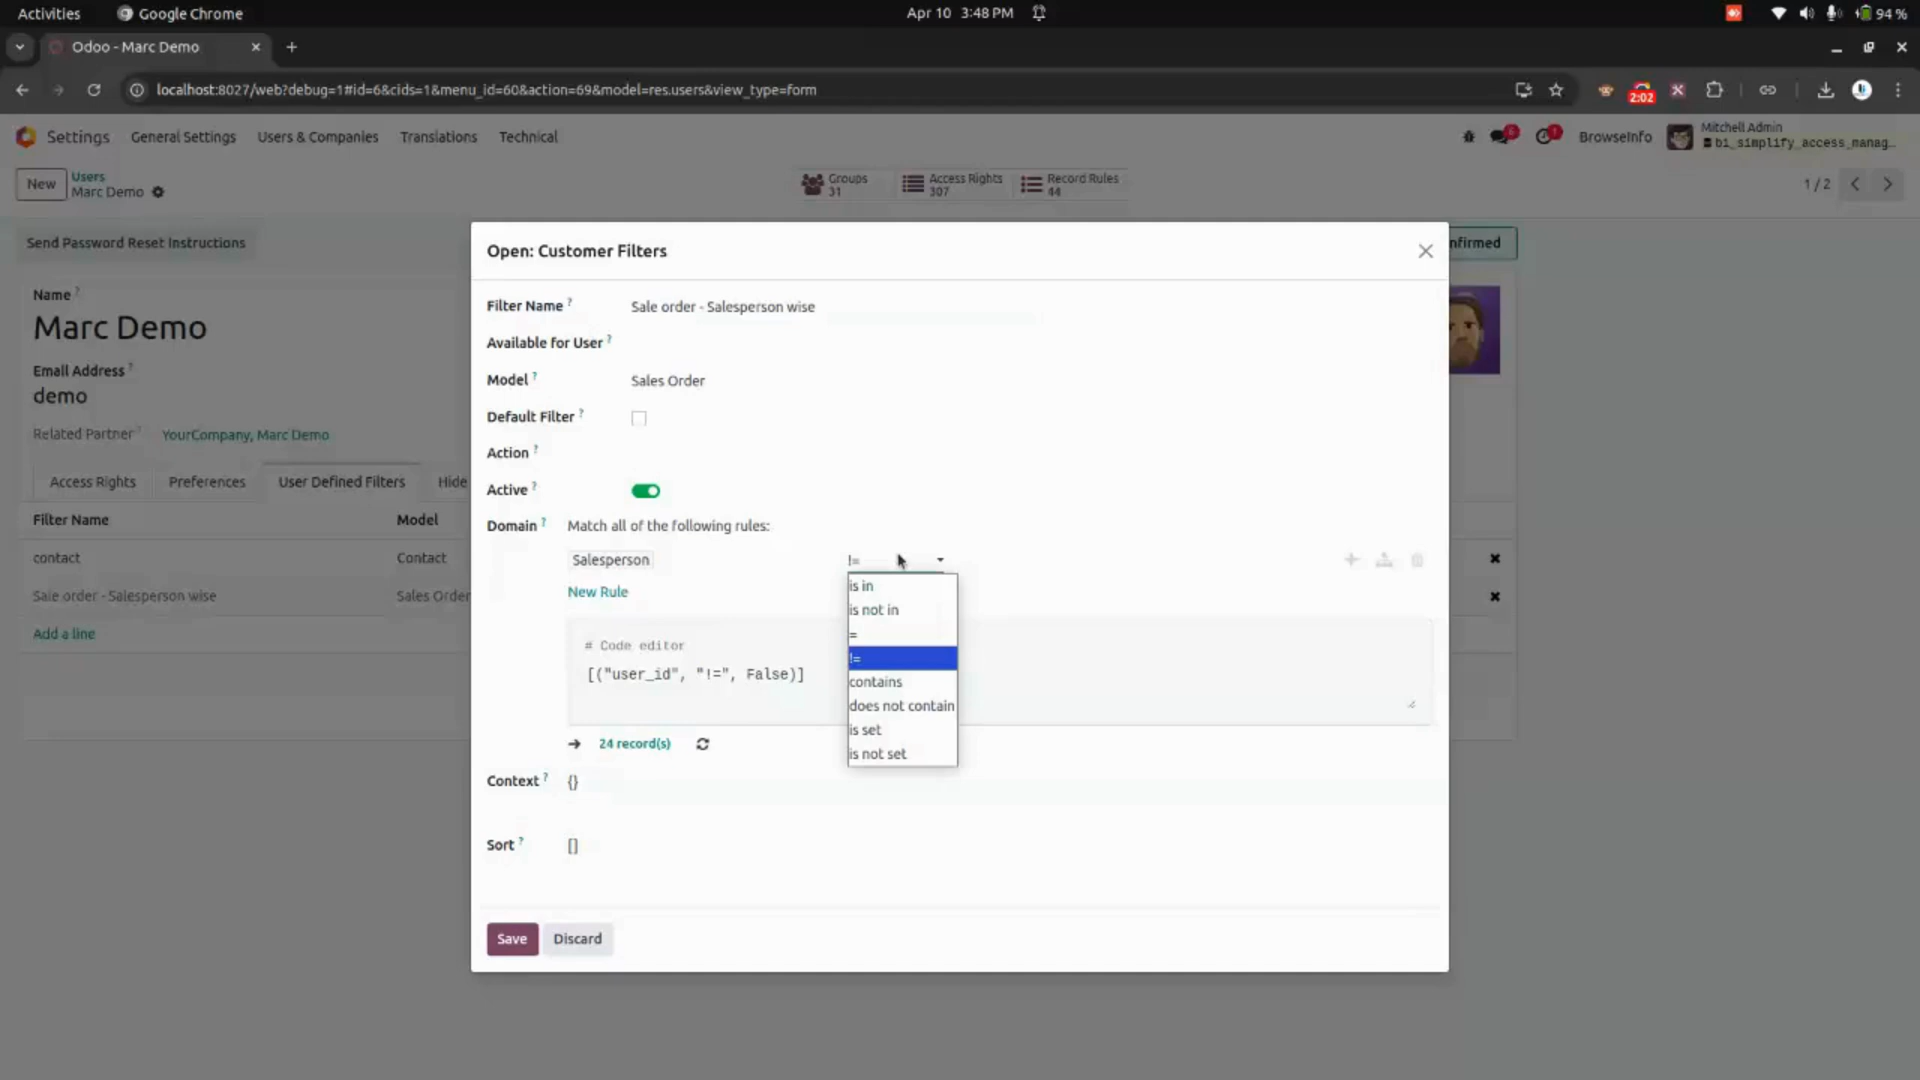 Activities Google Chrome Apr 10 3:48 PM 94 %
Odoo - Marc Demo
localhost:8027/web?debug=1#id=6&cids=1&menu_id=60&action=69&model=res.users&view_type=form 2:02
Settings General Settings Users & Companies Translations Technical 6 1 BrowseInfo Mitchell Admin
bi_simplify_access_manag...
New Users
Marc Demo
Groups
31
Access Rights
307
Record Rules
44
1 / 2
Send Password Reset Instructions
nfirmed
Name ?
Marc Demo
Email Address ?
demo
Related Partner ? YourCompany, Marc Demo
Access Rights Preferences User Defined Filters Hide
Filter Name Model
contact Contact
Sale order - Salesperson wise Sales Order
Add a line
Open: Customer Filters
Filter Name ? Sale order - Salesperson wise
Available for User ?
Model ? Sales Order
Default Filter ?
Action ?
Active ?
Domain ? Match all of the following rules:
Salesperson !=
New Rule
is in
is not in
=
!=
contains
does not contain
is set
is not set
# Code editor
[("user_id", "!=", False)]
24 record(s)
Context ? {}
Sort ? []
Save Discard